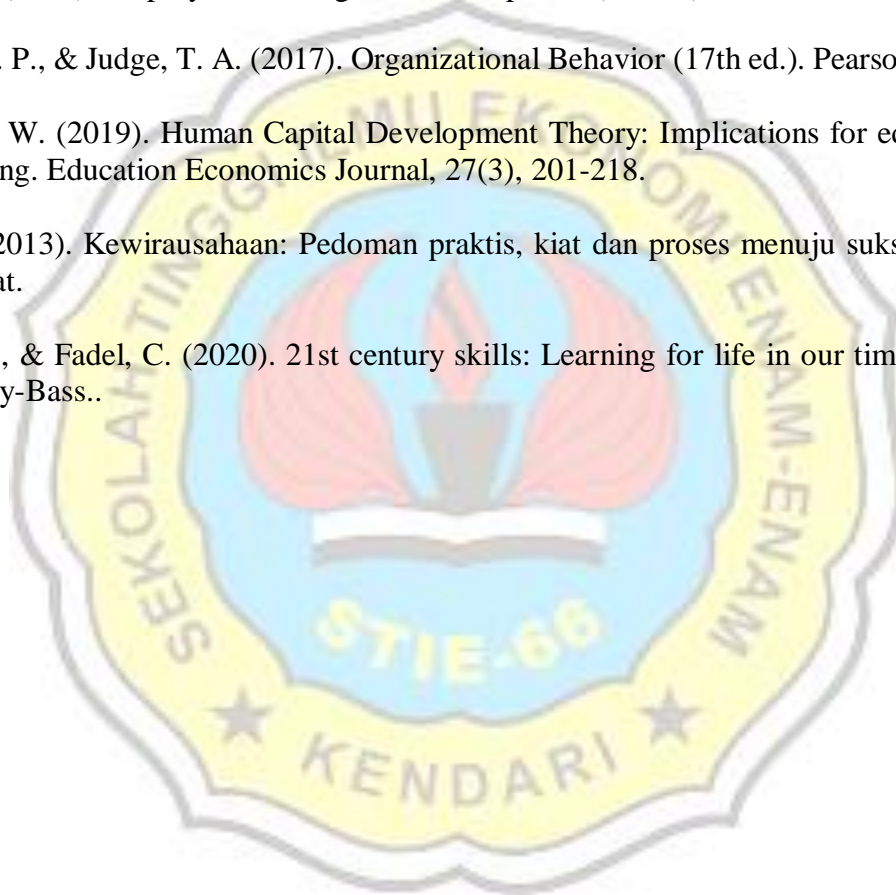 P., & Judge, T. A. (2017). Organizational Behavior (17th ed.). Pearso
W. (2019). Human Capital Development Theory: Implications for ed
ng. Education Economics Journal, 27(3), 201-218.
2013). Kewirausahaan: Pedoman praktis, kiat dan proses menuju suks
at.
, & Fadel, C. (2020). 21st century skills: Learning for life in our tim
y-Bass..
SEKOLAH TINGGI ILMU EKONOMI ENAM-ENAM
STIE-66
KENDARI